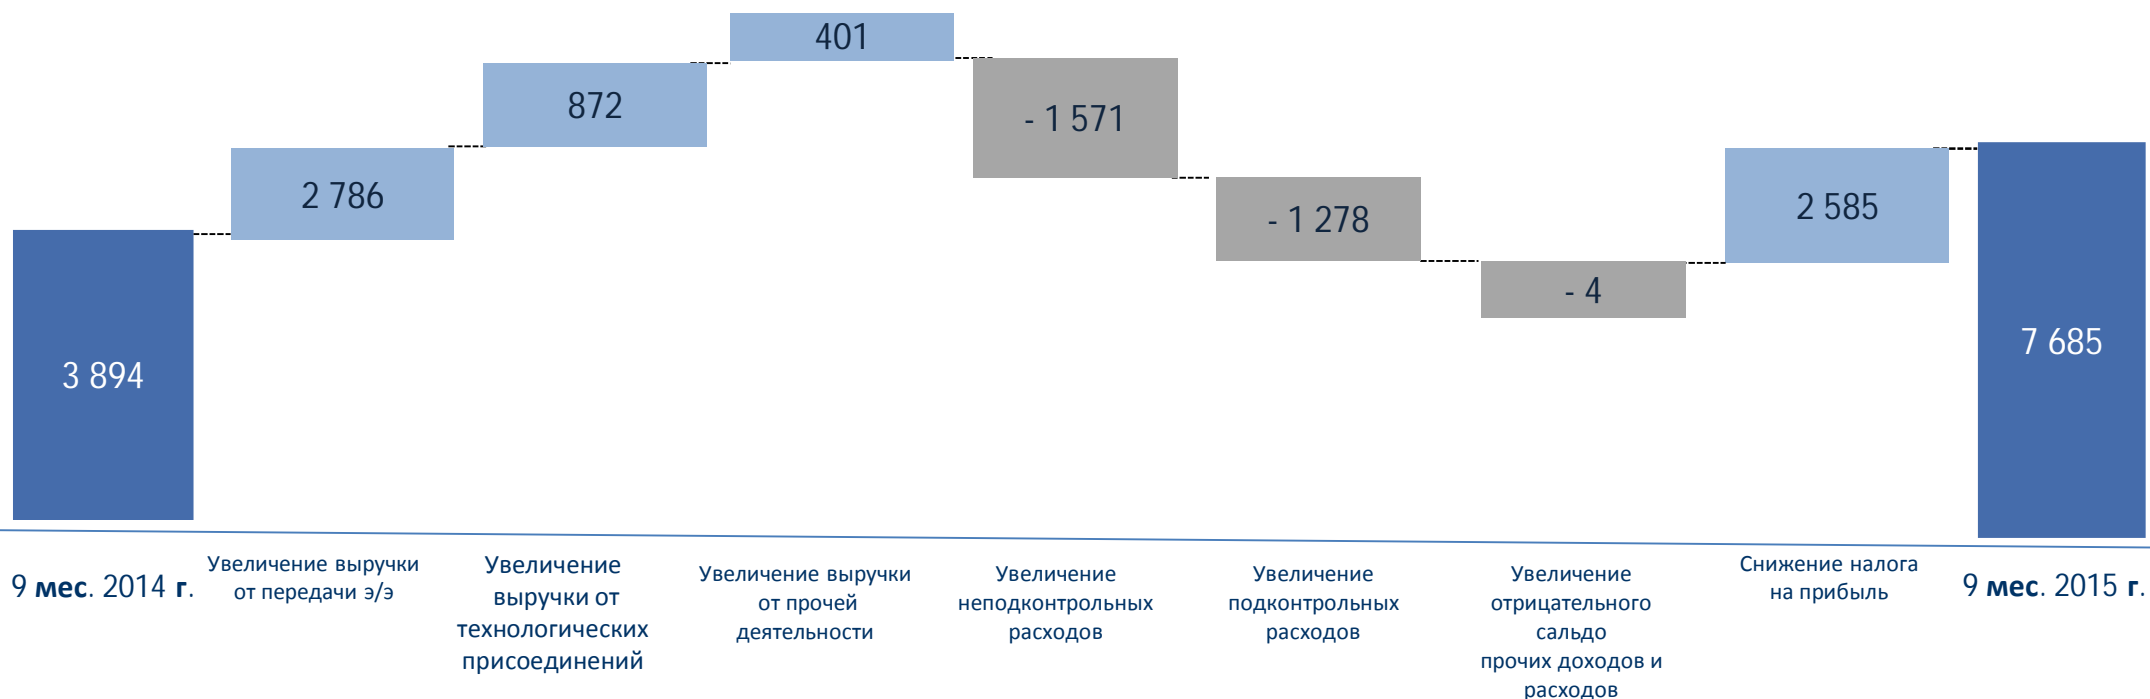 401
872
- 1 571
2 786
2 585
- 1 278
- 4
7 685
3 894
9 мес. 2014 г.
Увеличение выручки
от передачи э/э
Увеличение
выручки от
технологических
присоединений
Увеличение выручки
от прочей
деятельности
Увеличение
неподконтрольных
расходов
Увеличение
подконтрольных
расходов
Увеличение
отрицательного
сальдо
прочих доходов и
расходов
Снижение налога
на прибыль
9 мес. 2015 г.